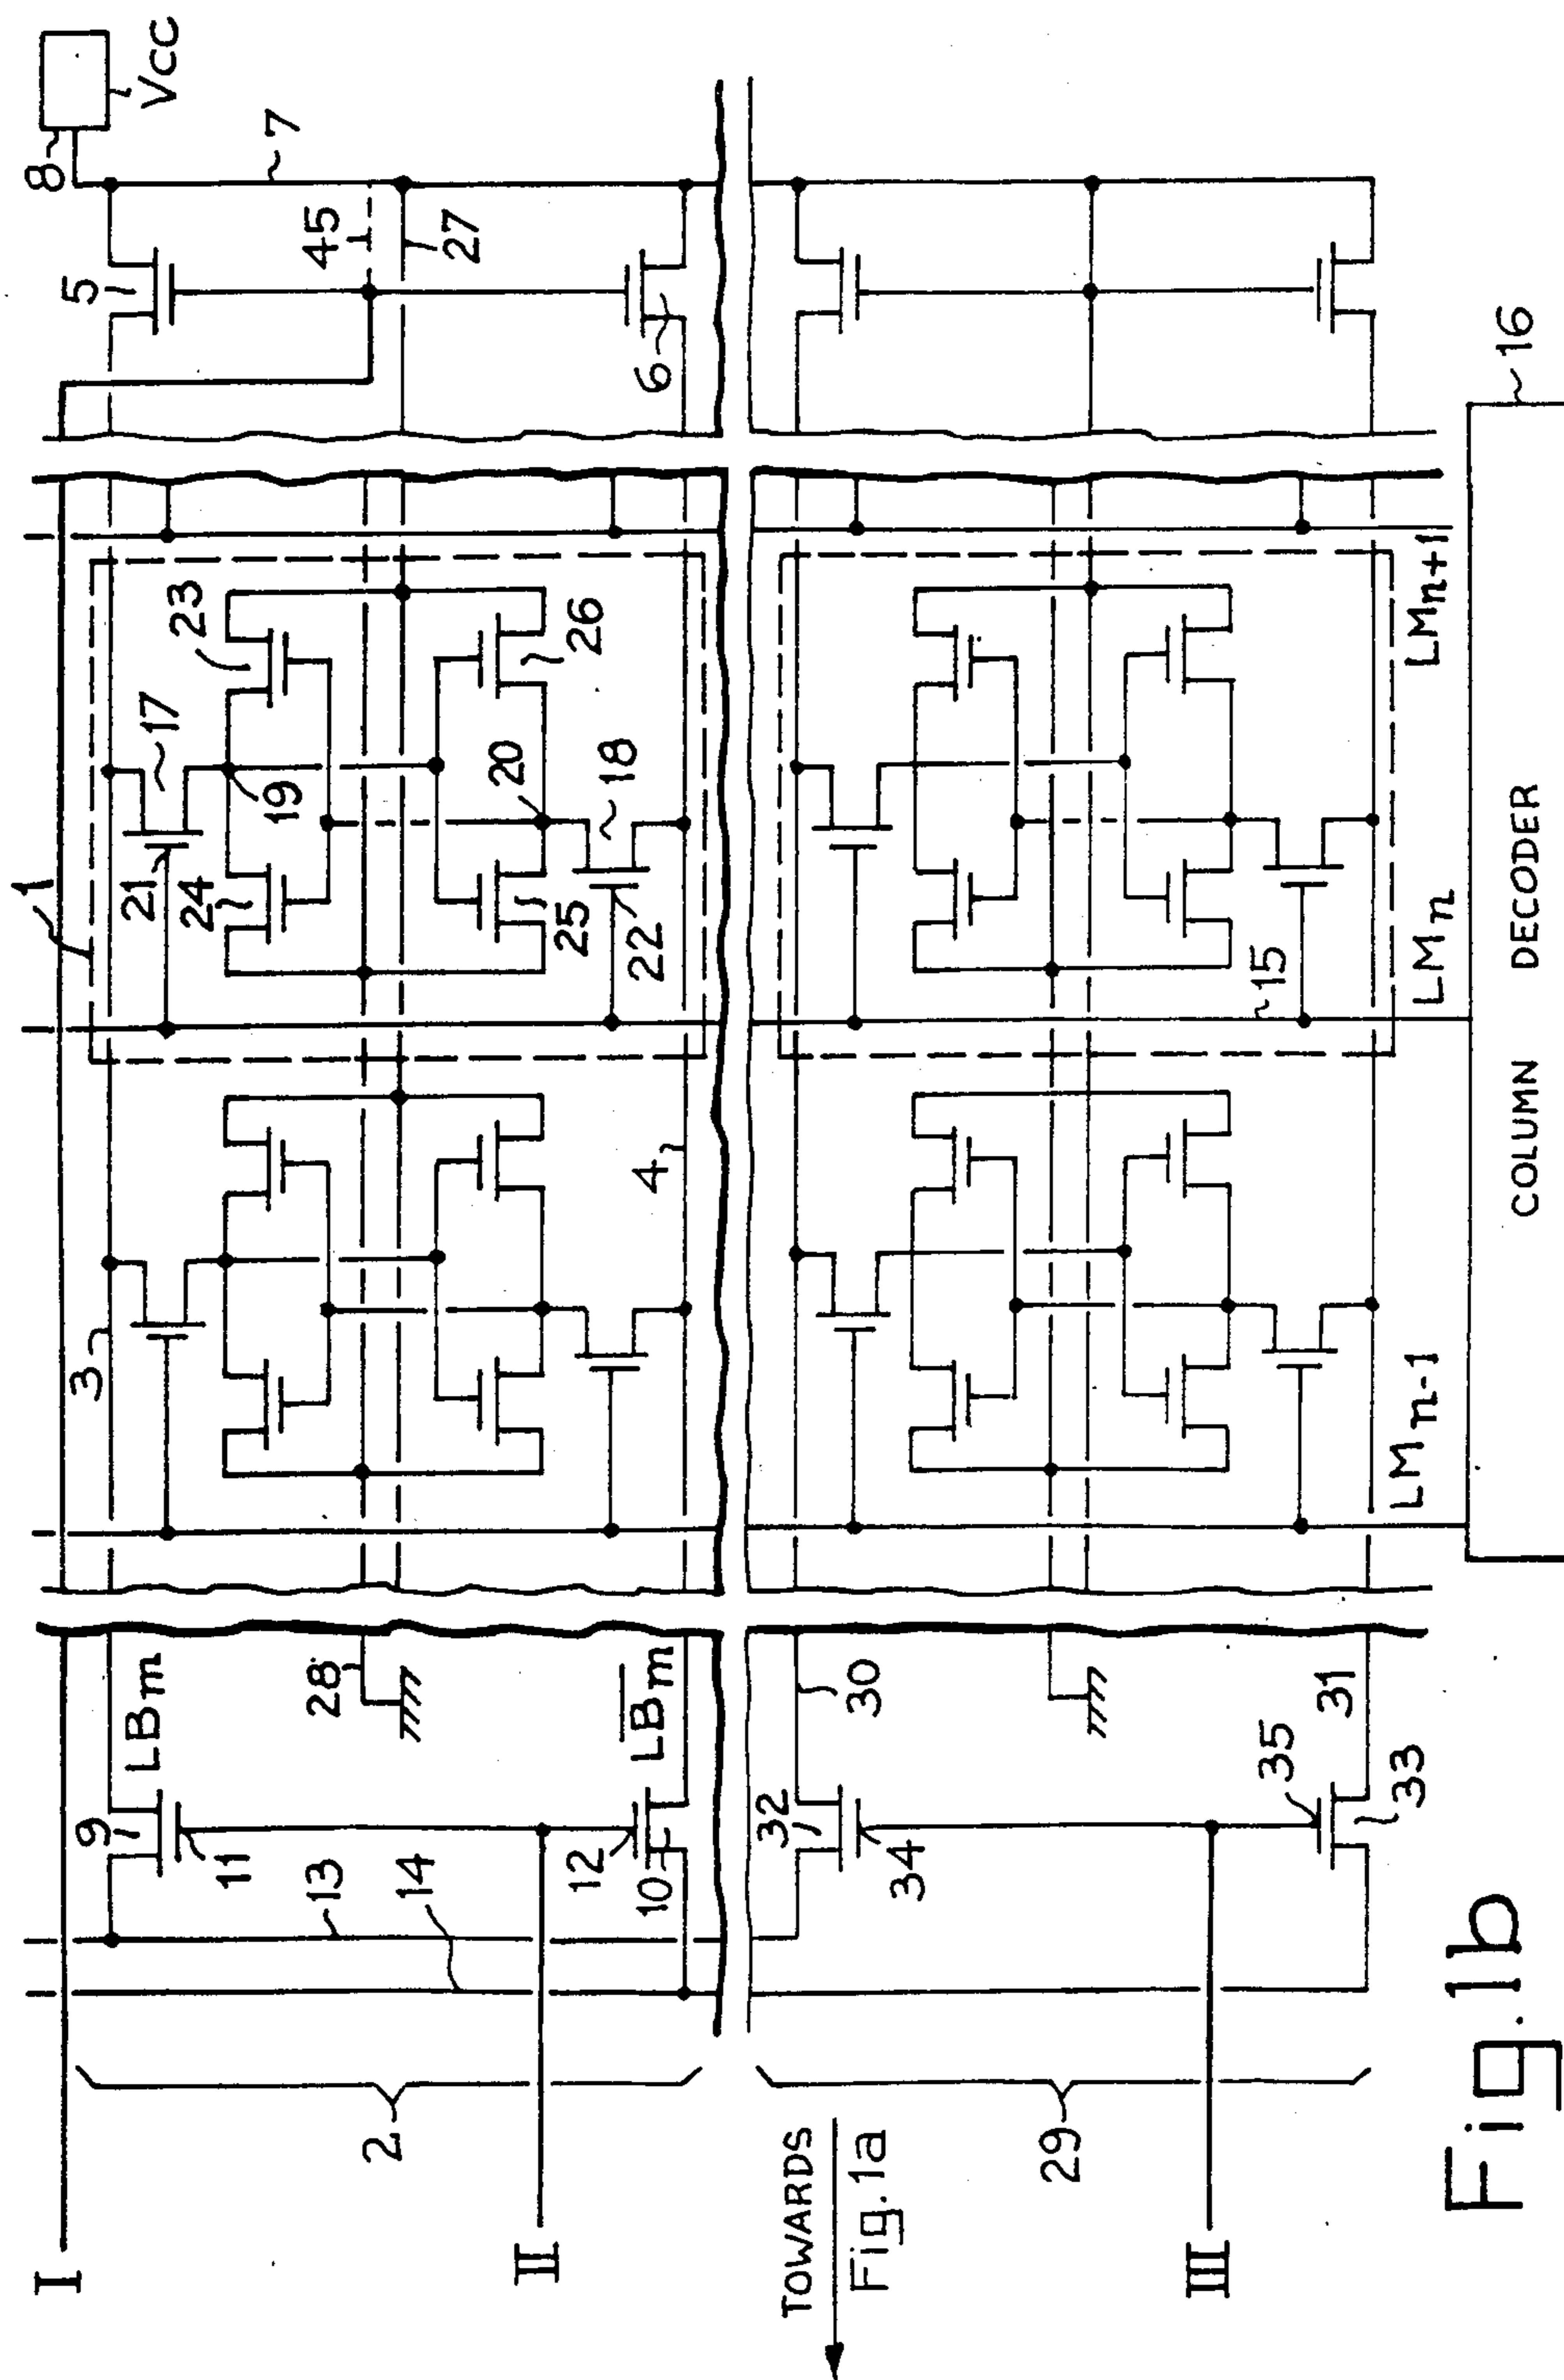 I
II
TOWARDS
Fig.1a
III
2
29
9
11
13
14
12
10
LBm
LBm
28
32
34
30
35
33
31
3
4
LMn-1
1
21
17
24
19
23
20
25
26
22
18
15
LMn
LMn+1
COLUMN DECODER
16
5
45
27
6
7
8
Vcc
Fig.1b